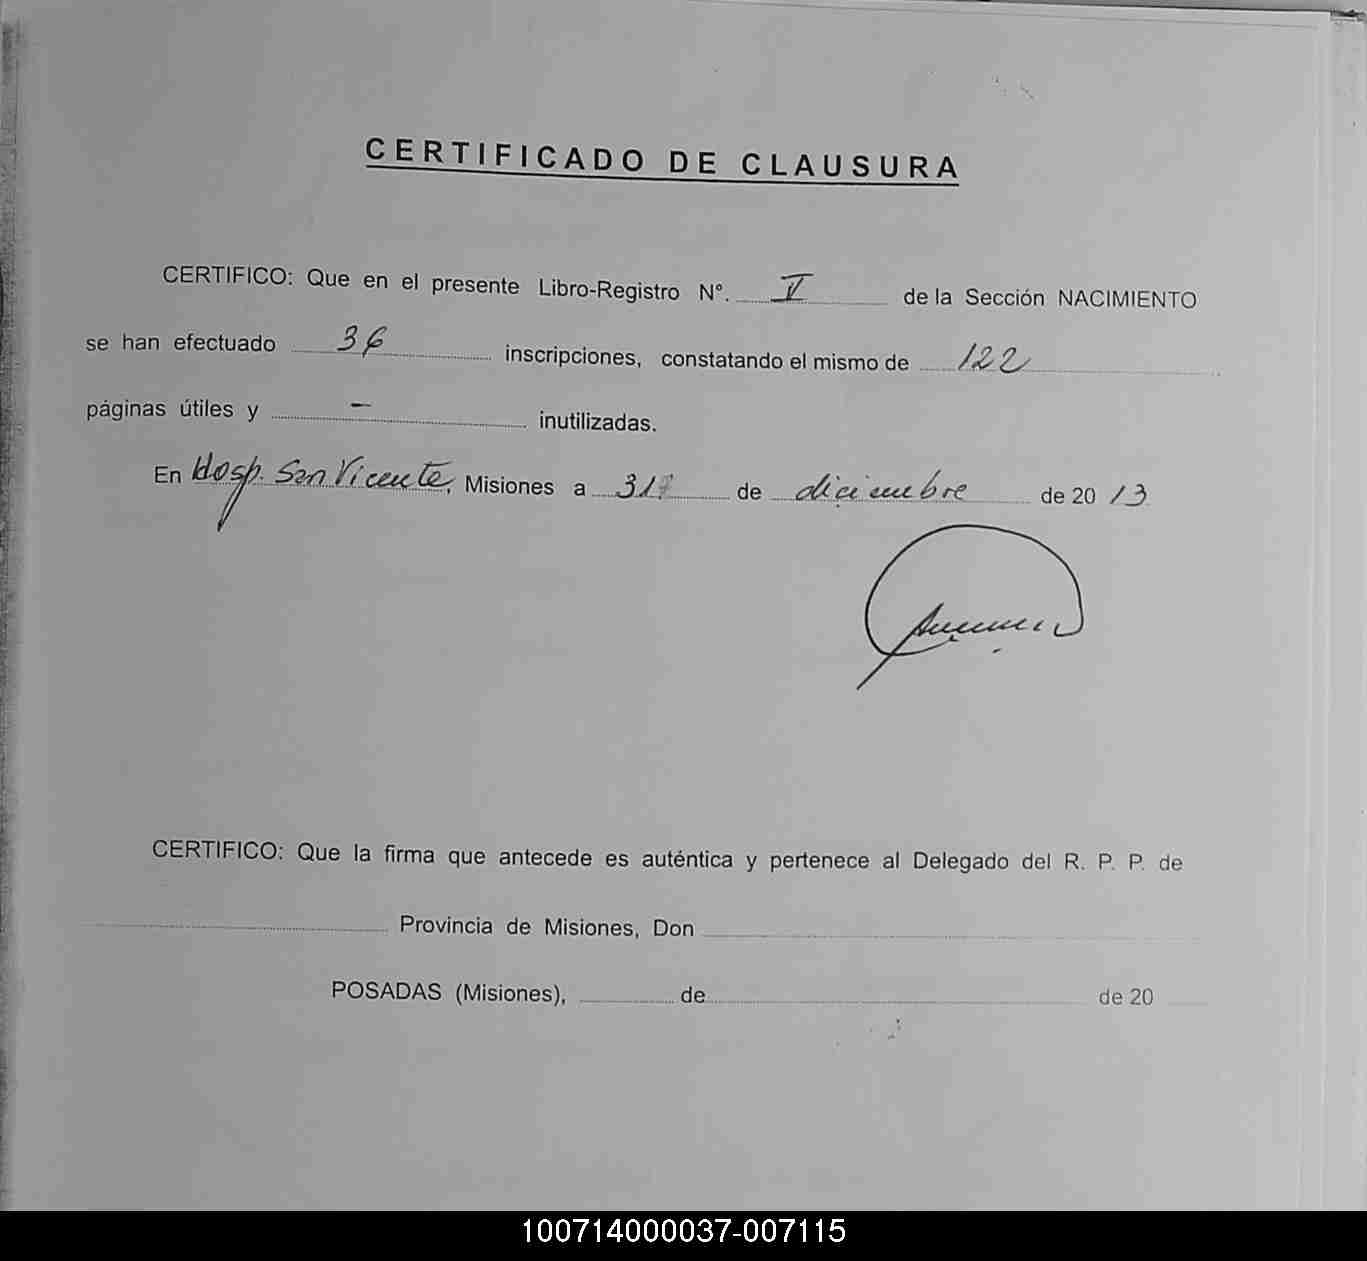 CERTIFICADO DE CLAUSURA
CERTIFICO: Que en el presente Libro-Registro Nº. V de la Sección NACIMIENTO
se han efectuado 36 inscripciones, constatando el mismo de 122
páginas útiles y - inutilizadas.
En Hosp. San Vicente, Misiones a 31 de diciembre de 2013
CERTIFICO: Que la firma que antecede es auténtica y pertenece al Delegado del R. P. P. de
Provincia de Misiones, Don
POSADAS (Misiones), de de 20
100714000037-007115